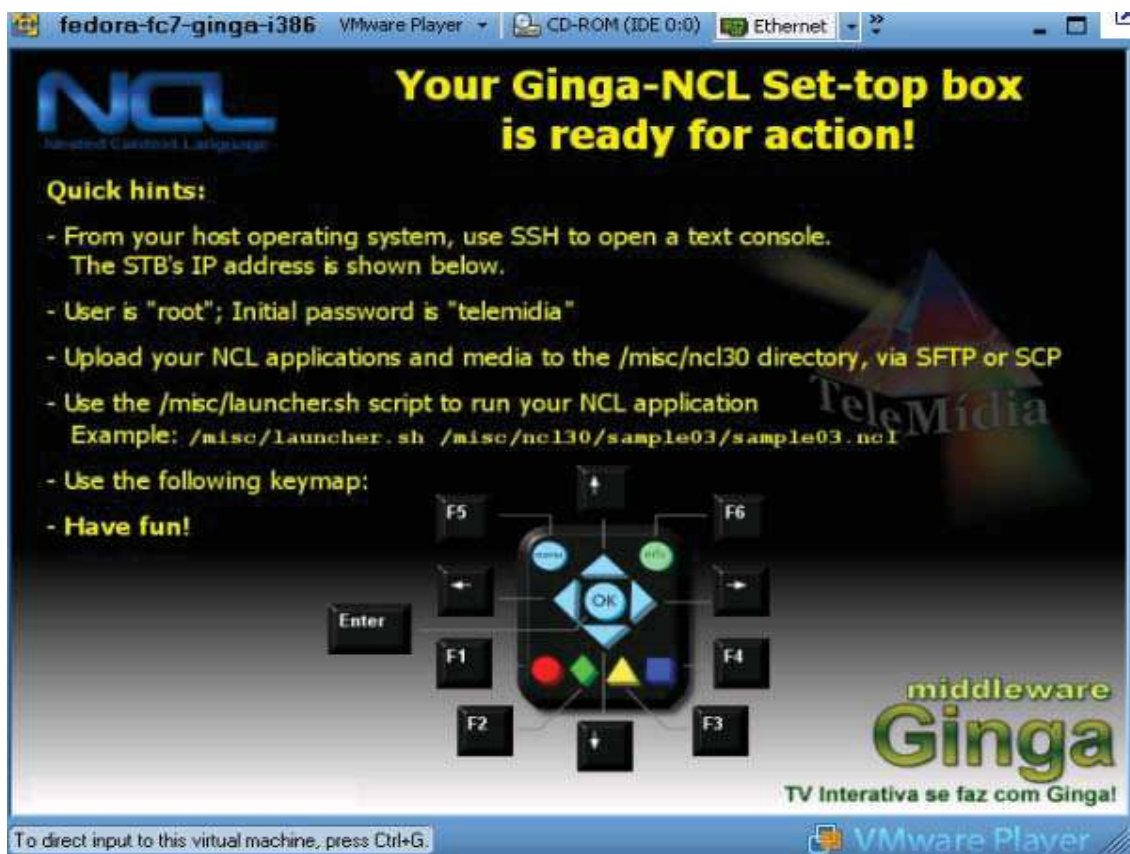 fedora-fc7-ginga-i386 VMware Player CD-ROM (IDE 0:0) Ethernet
NCL
Nested Context Language
Your Ginga-NCL Set-top box
is ready for action!
Quick hints:
- From your host operating system, use SSH to open a text console.
The STB's IP address is shown below.
- User is "root"; Initial password is "telemidia"
- Upload your NCL applications and media to the /misc/ncl30 directory, via SFTP or SCP
- Use the /misc/launcher.sh script to run your NCL application
Example: /misc/launcher.sh /misc/ncl30/sample03/sample03.ncl
TeleMídia
- Use the following keymap:
- Have fun!
F5
F6
menu
info
OK
Enter
F1
F4
F2
F3
middleware
Ginga
TV Interativa se faz com Ginga!
To direct input to this virtual machine, press Ctrl+G.
VMware Player